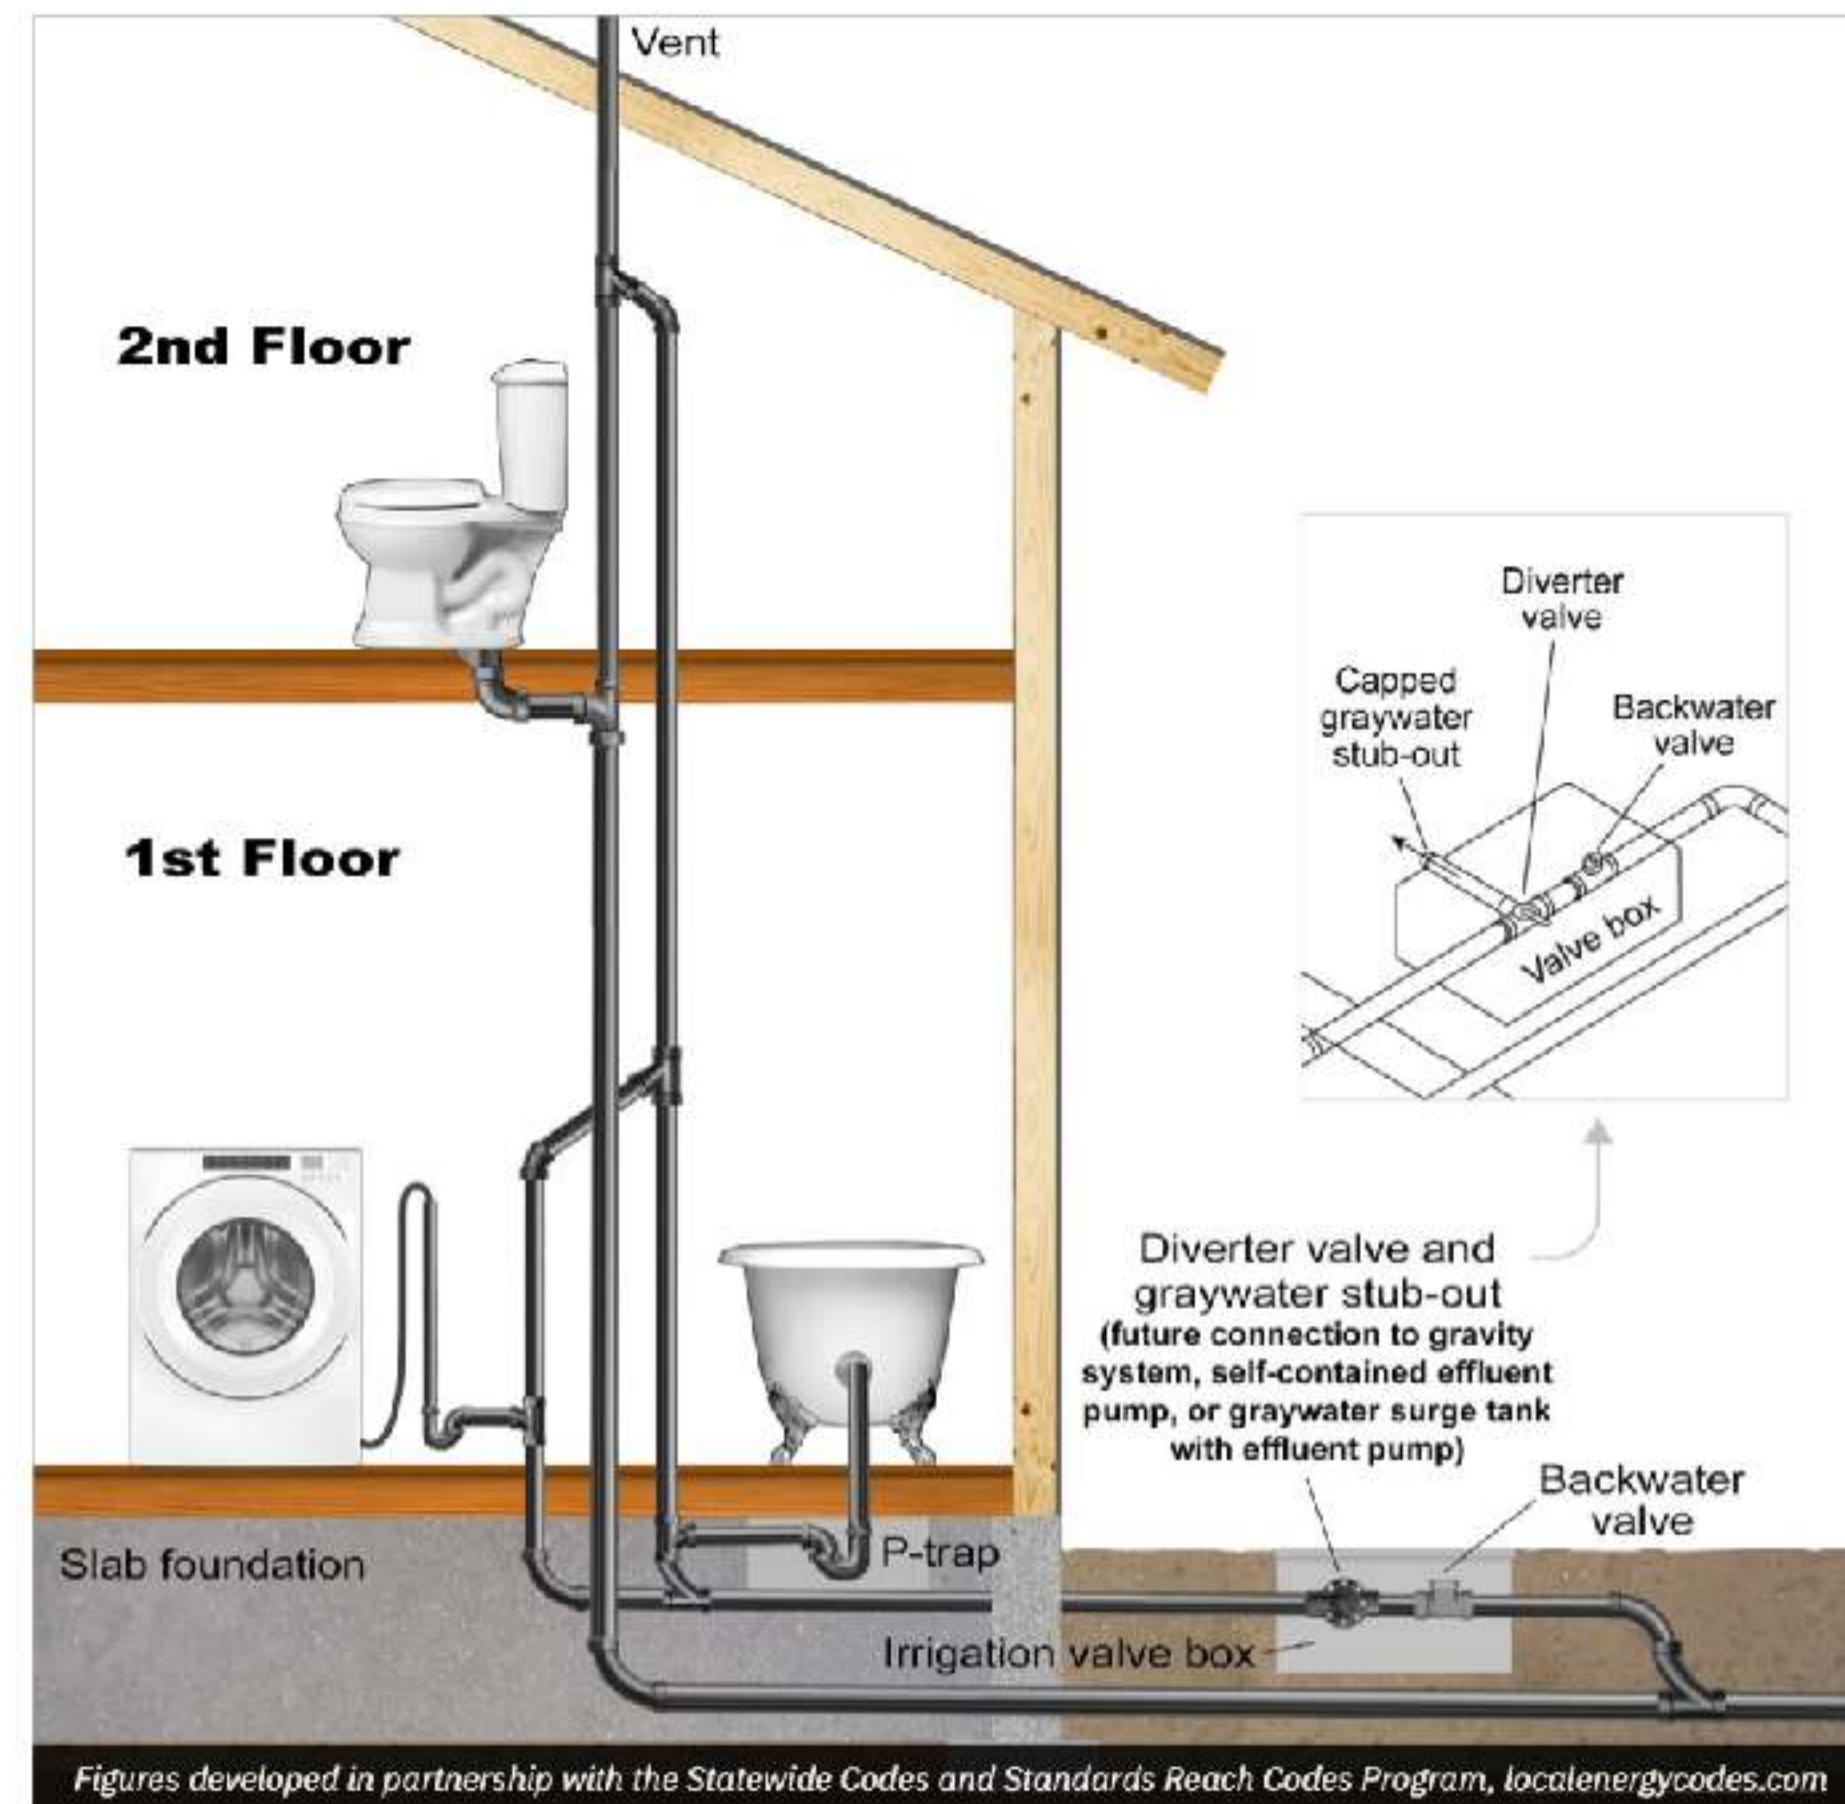 Vent
2nd Floor
1st Floor
Diverter
valve
Capped
graywater
stub-out
Backwater
valve
Valve box
Diverter valve and
graywater stub-out
(future connection to gravity
system, self-contained effluent
pump, or graywater surge tank
with effluent pump)
Backwater
valve
Slab foundation
P-trap
Irrigation valve box
Figures developed in partnership with the Statewide Codes and Standards Reach Codes Program, localenergycodes.com